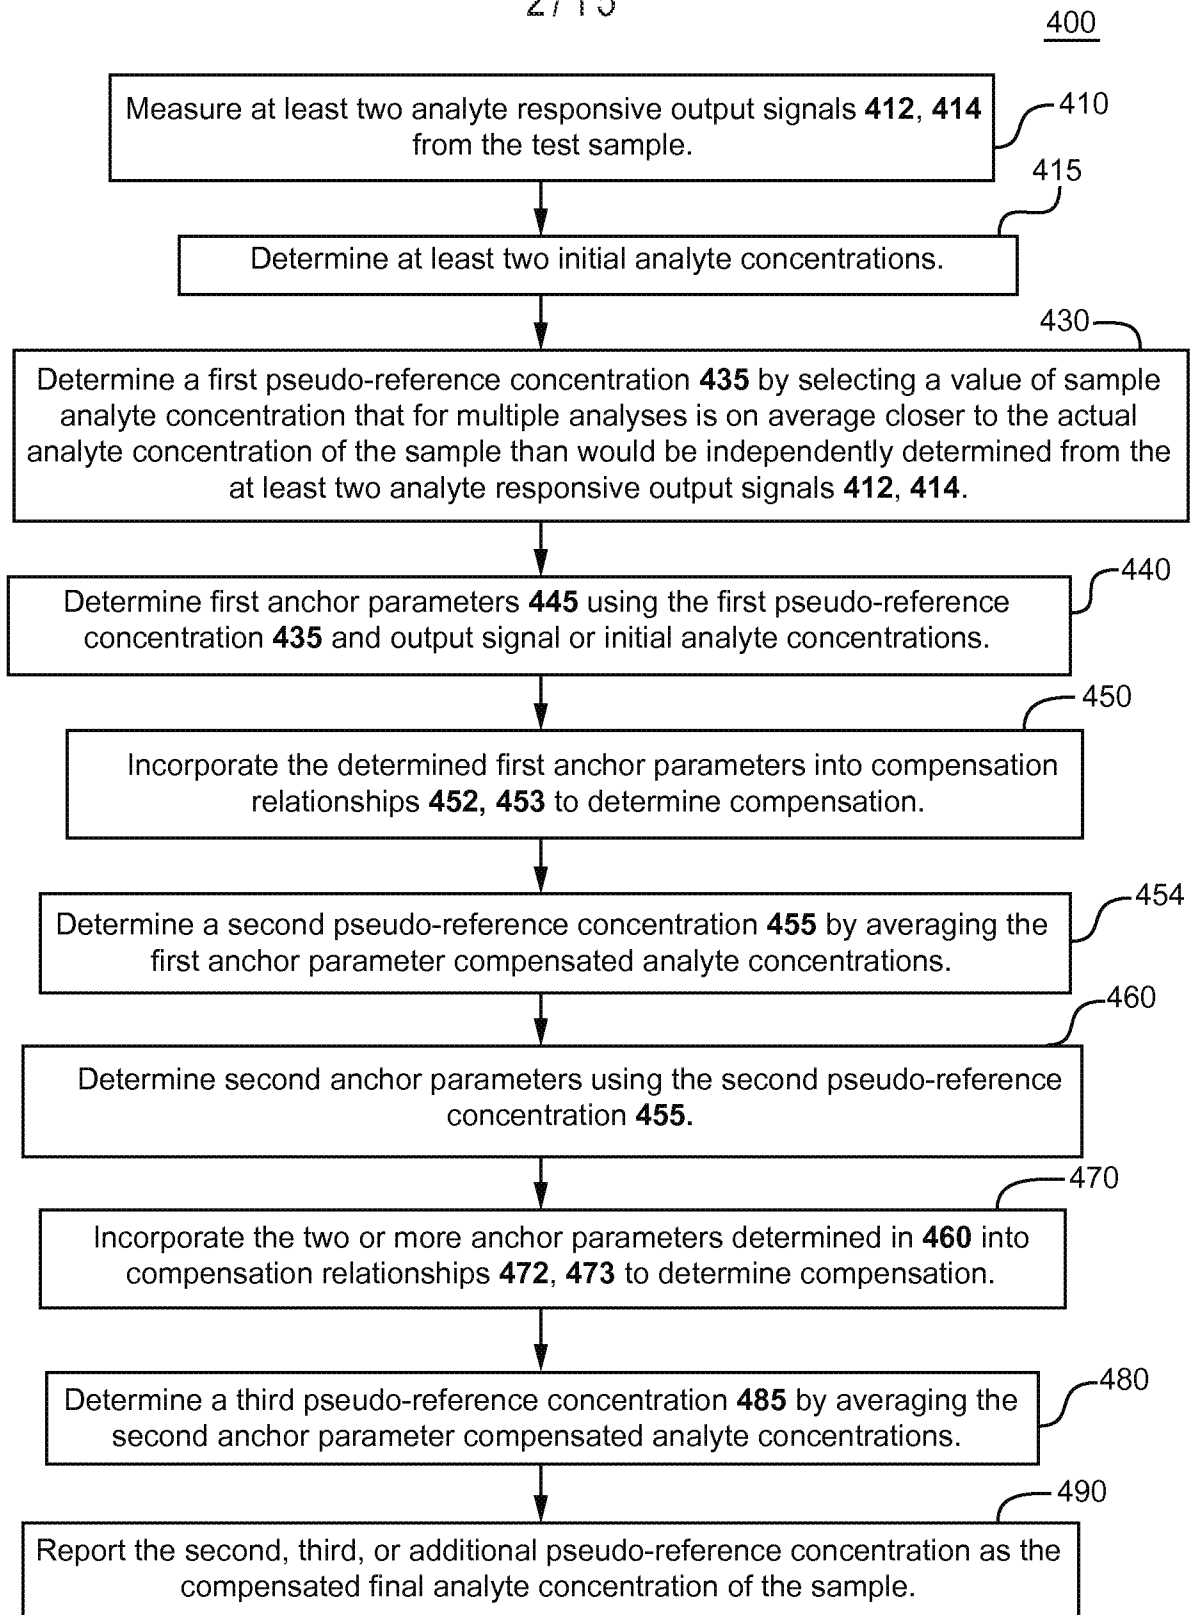 2/15
400
Measure at least two analyte responsive output signals 412, 414
from the test sample.
410
415
Determine at least two initial analyte concentrations.
430
Determine a first pseudo-reference concentration 435 by selecting a value of sample
analyte concentration that for multiple analyses is on average closer to the actual
analyte concentration of the sample than would be independently determined from the
at least two analyte responsive output signals 412, 414.
440
Determine first anchor parameters 445 using the first pseudo-reference
concentration 435 and output signal or initial analyte concentrations.
450
Incorporate the determined first anchor parameters into compensation
relationships 452, 453 to determine compensation.
454
Determine a second pseudo-reference concentration 455 by averaging the
first anchor parameter compensated analyte concentrations.
460
Determine second anchor parameters using the second pseudo-reference
concentration 455.
470
Incorporate the two or more anchor parameters determined in 460 into
compensation relationships 472, 473 to determine compensation.
480
Determine a third pseudo-reference concentration 485 by averaging the
second anchor parameter compensated analyte concentrations.
490
Report the second, third, or additional pseudo-reference concentration as the
compensated final analyte concentration of the sample.